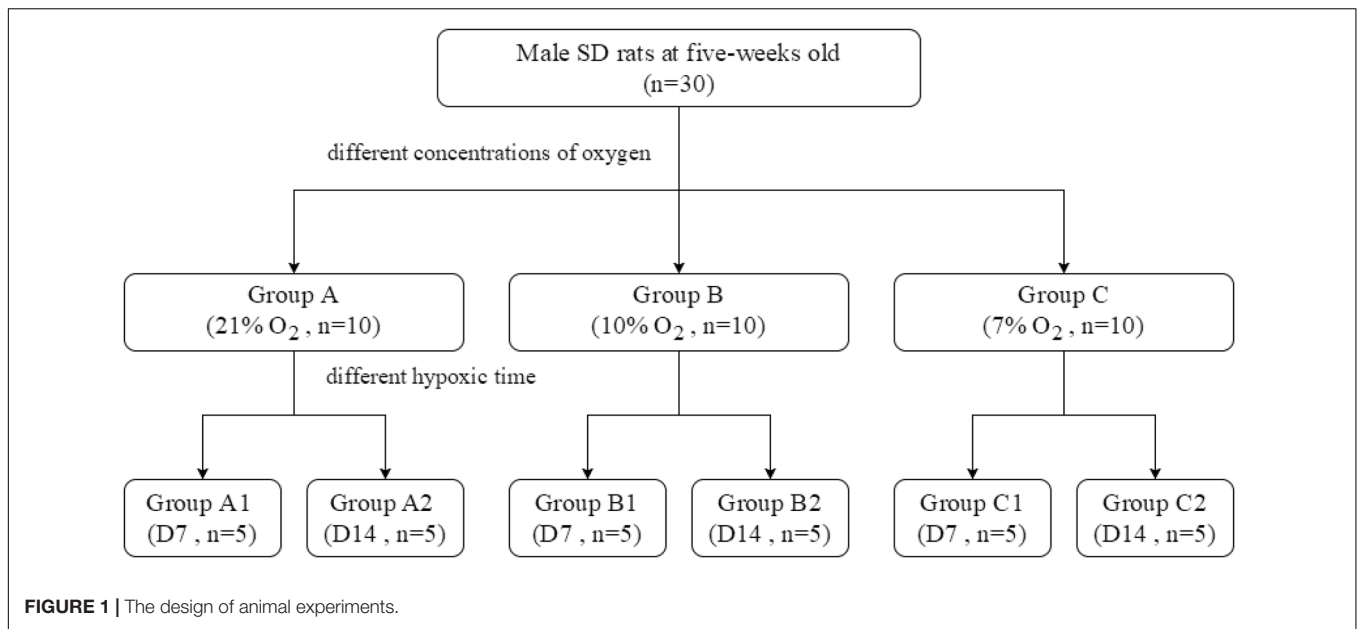 Male SD rats at five-weeks old
(n=30)
different concentrations of oxygen
Group A
(21% O2 , n=10)
Group B
(10% O2 , n=10)
Group C
(7% O2 , n=10)
different hypoxic time
Group A1
(D7 , n=5)
Group A2
(D14 , n=5)
Group B1
(D7 , n=5)
Group B2
(D14 , n=5)
Group C1
(D7 , n=5)
Group C2
(D14 , n=5)
FIGURE 1 | The design of animal experiments.